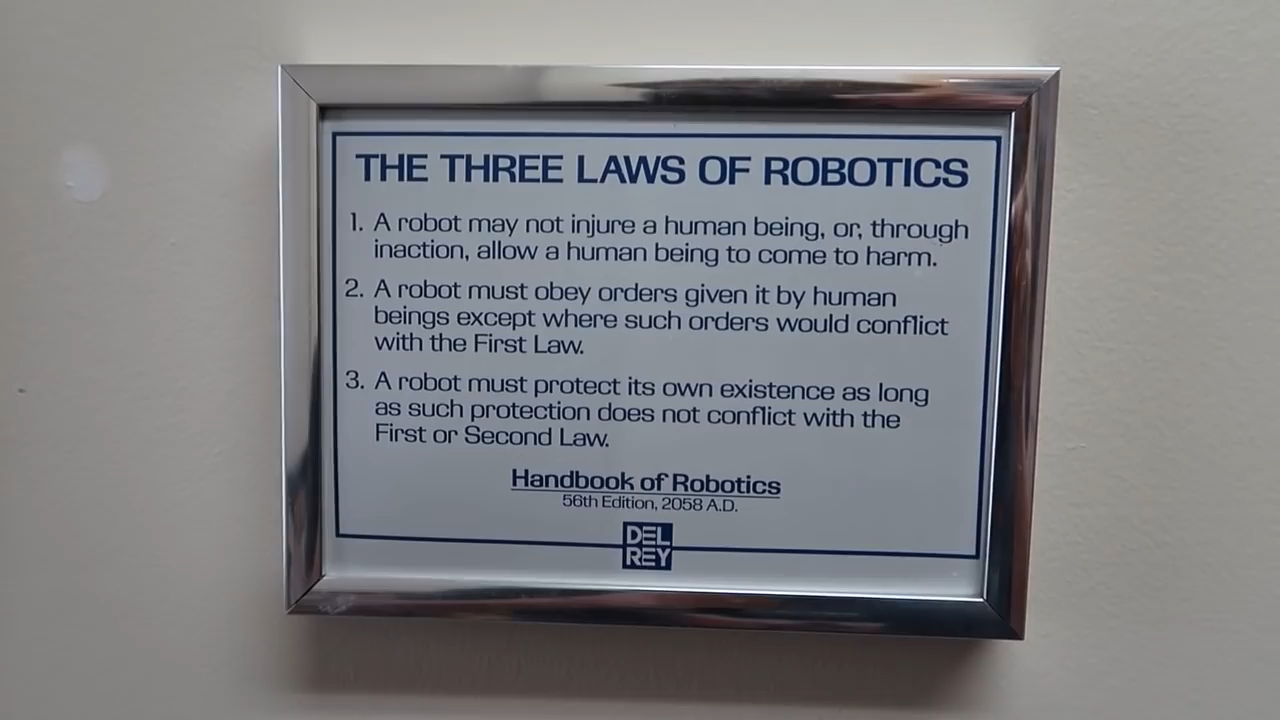 THE THREE LAWS OF ROBOTICS
1. A robot may not injure a human being, or, through
inaction, allow a human being to come to harm.
2. A robot must obey orders given it by human
beings except where such orders would conflict
with the First Law.
3. A robot must protect its own existence as long
as such protection does not conflict with the
First or Second Law.
Handbook of Robotics
56th Edition, 2058 A.D.
DEL
REY